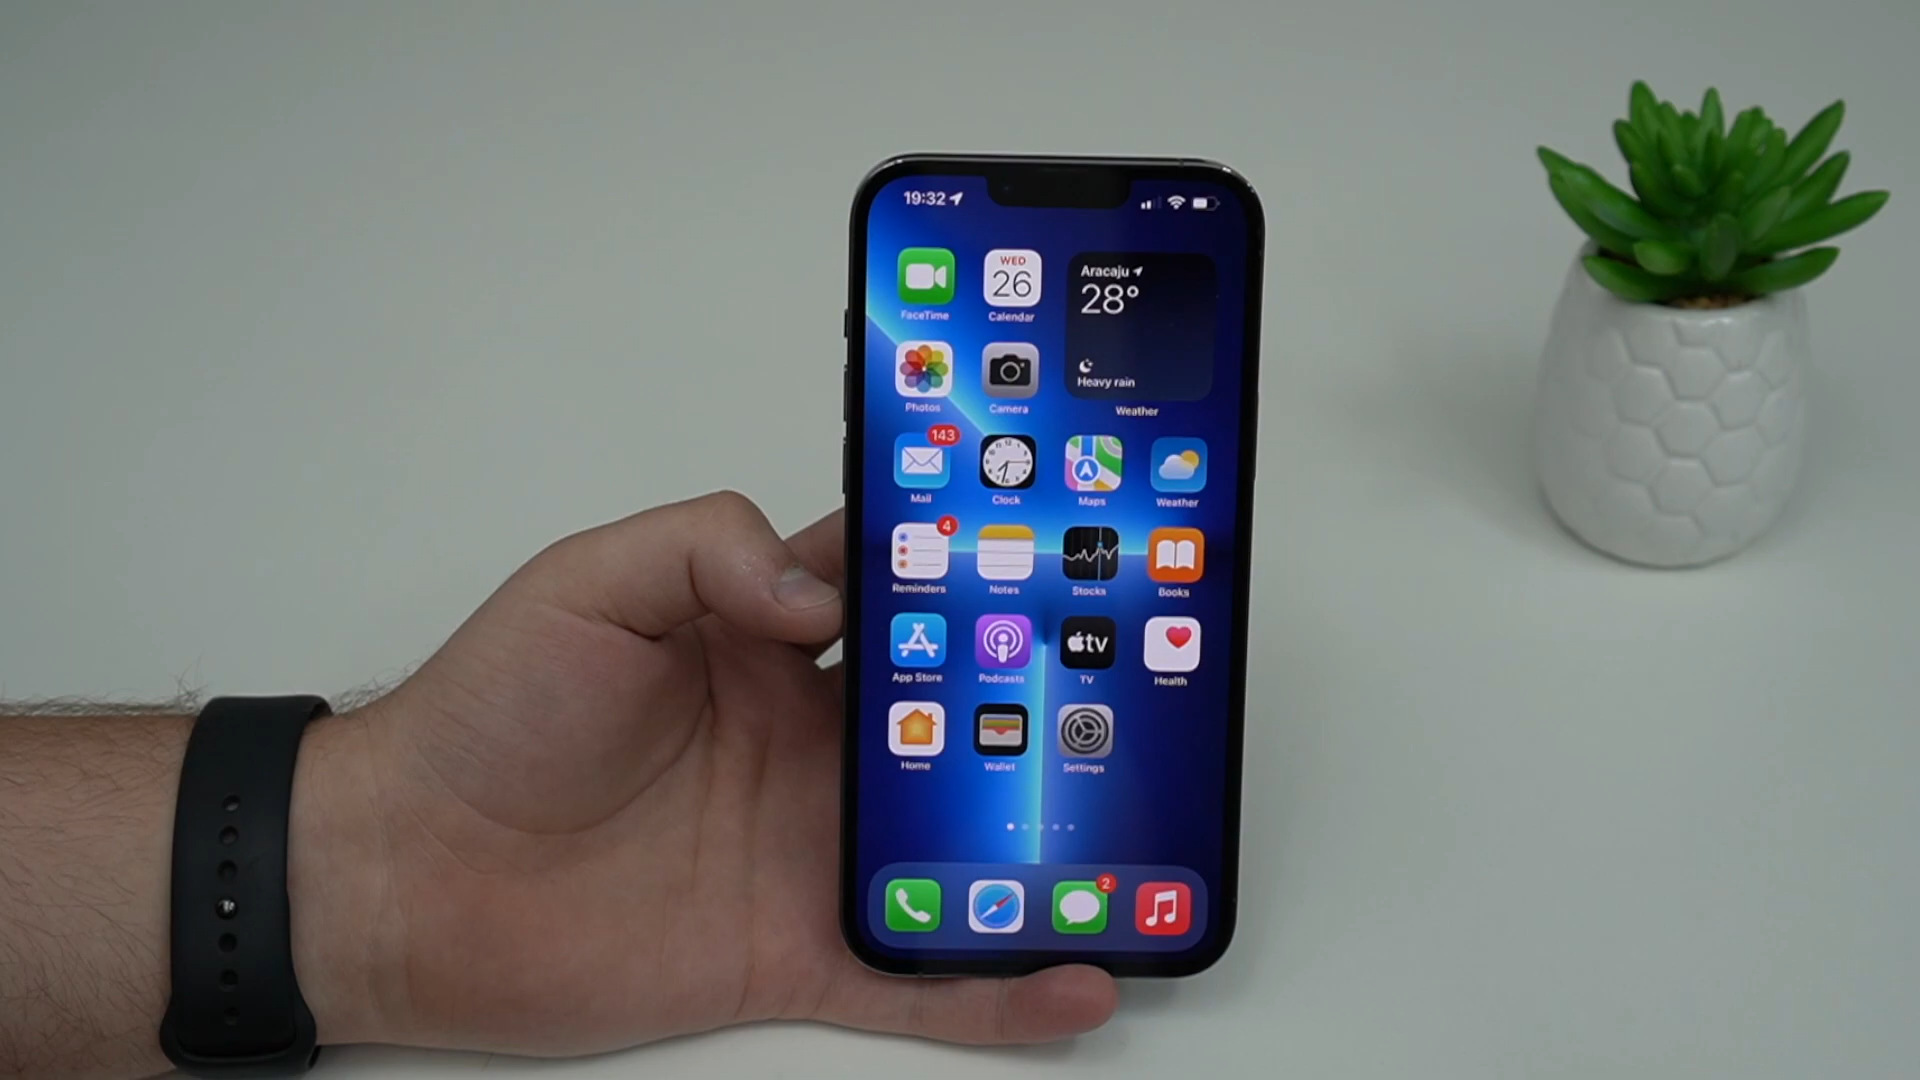 19:32
FaceTime
WED
26
Calendar
Aracaju
28°
Heavy rain
Weather
Photos
Camera
143
Mail
Clock
Maps
Weather
4
Reminders
Notes
Stocks
Books
App Store
Podcasts
tv
TV
Health
Home
Wallet
Settings
2